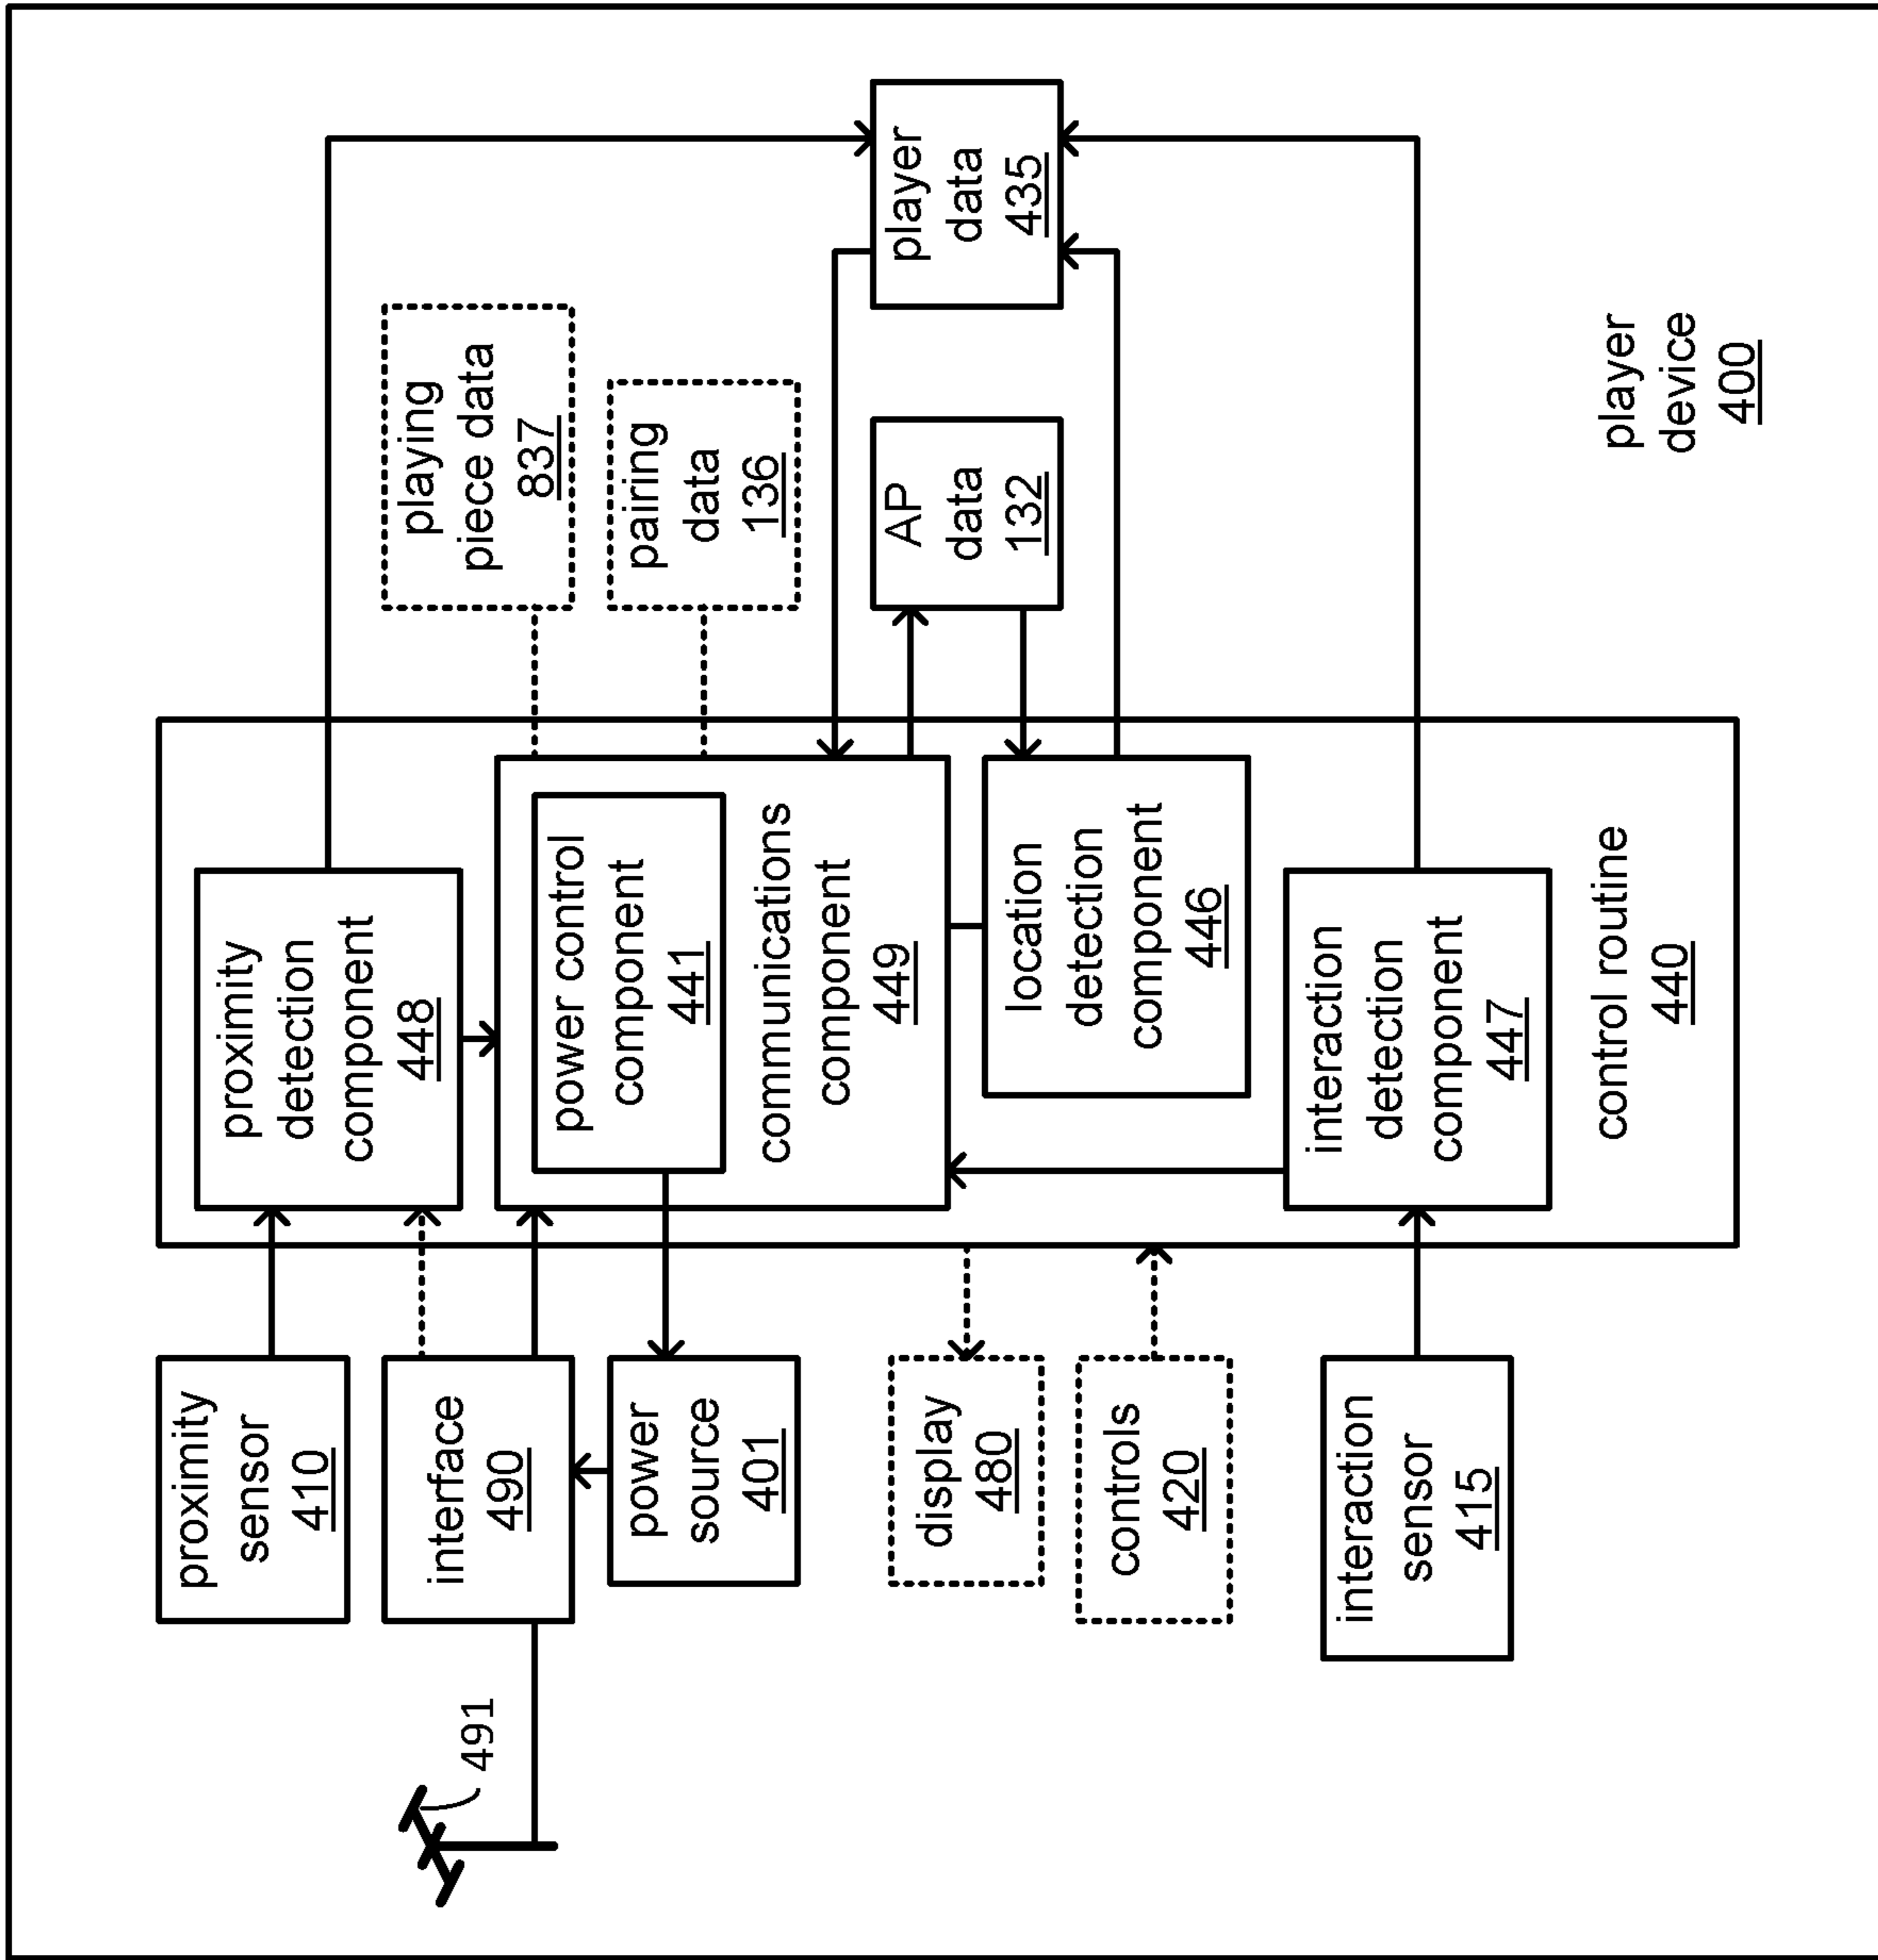 proximity
sensor
410
491
interface
490
power
source
401
display
480
controls
420
interaction
sensor
415
proximity
detection
component
448
power control
component
441
communications
component
449
location
detection
component
446
interaction
detection
component
447
control routine
440
playing
piece data
837
pairing
data
136
AP
data
132
player
data
435
player
device
400